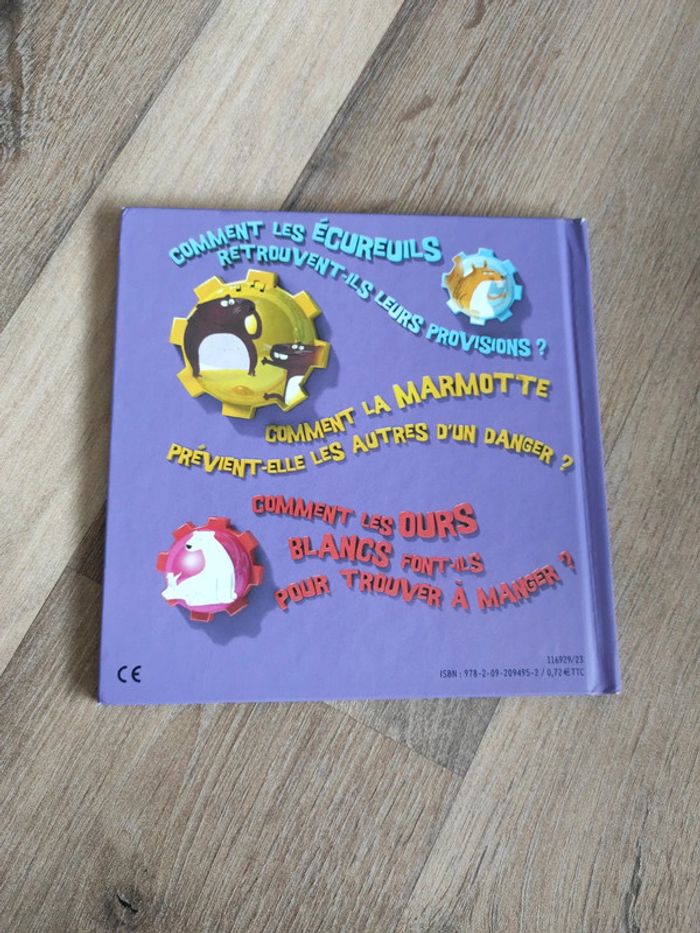 COMMENT LES ÉCUREUILS
RETROUVENT-ILS LEURS PROVISIONS ?
COMMENT LA MARMOTTE
PRÉVIENT-ELLE LES AUTRES D'UN DANGER ?
COMMENT LES OURS
BLANCS FONT-ILS
POUR TROUVER À MANGER ?
116929/23
CE
ISBN : 978-2-09-209495-2 / 0,72 € TTC